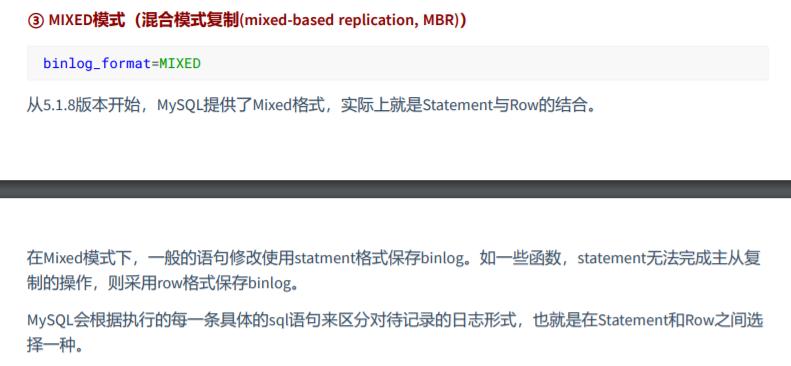 ③ MIXED模式（混合模式复制(mixed-based replication, MBR)）
binlog_format=MIXED
从5.1.8版本开始，MySQL提供了Mixed格式，实际上就是Statement与Row的结合。
在Mixed模式下，一般的语句修改使用statment格式保存binlog。如一些函数，statement无法完成主从复
制的操作，则采用row格式保存binlog。
MySQL会根据执行的每一条具体的sql语句来区分对待记录的日志形式，也就是在Statement和Row之间选
择一种。